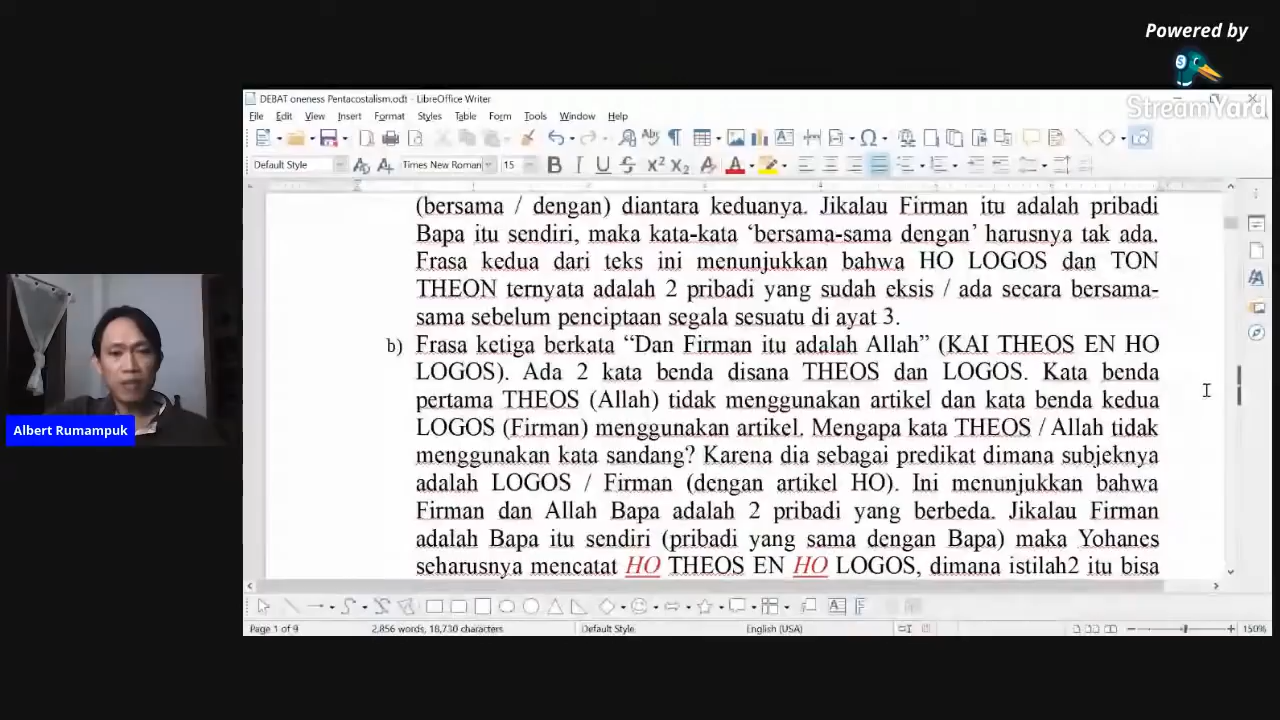 Powered by
StreamYard
DEBAT oneness Pentacostalism.odt - LibreOffice Writer
File Edit View Insert Format Styles Table Form Tools Window Help
Default Style Times New Roman 15
(bersama / dengan) diantara keduanya. Jikalau Firman itu adalah pribadi
Bapa itu sendiri, maka kata-kata ‘bersama-sama dengan’ harusnya tak ada.
Frasa kedua dari teks ini menunjukkan bahwa HO LOGOS dan TON
THEON ternyata adalah 2 pribadi yang sudah eksis / ada secara bersama-
sama sebelum penciptaan segala sesuatu di ayat 3.
b) Frasa ketiga berkata “Dan Firman itu adalah Allah” (KAI THEOS EN HO
LOGOS). Ada 2 kata benda disana THEOS dan LOGOS. Kata benda
pertama THEOS (Allah) tidak menggunakan artikel dan kata benda kedua
LOGOS (Firman) menggunakan artikel. Mengapa kata THEOS / Allah tidak
menggunakan kata sandang? Karena dia sebagai predikat dimana subjeknya
adalah LOGOS / Firman (dengan artikel HO). Ini menunjukkan bahwa
Firman dan Allah Bapa adalah 2 pribadi yang berbeda. Jikalau Firman
adalah Bapa itu sendiri (pribadi yang sama dengan Bapa) maka Yohanes
seharusnya mencatat HO THEOS EN HO LOGOS, dimana istilah2 itu bisa
Albert Rumampuk
Page 1 of 9 2,856 words, 18,730 characters Default Style English (USA) 150%